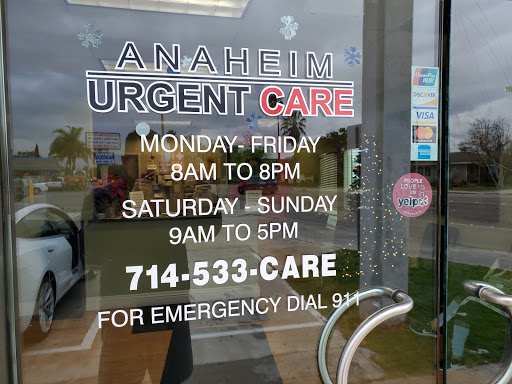 ANAHEIM
URGENT CARE
MONDAY-FRIDAY
8AM TO 8PM
SATURDAY - SUNDAY
9AM TO 5PM
714-533-CARE
FOR EMERGENCY DIAL 911
DISCOVER
VISA
MasterCard
PEOPLE
LOVE US
ON
yelp